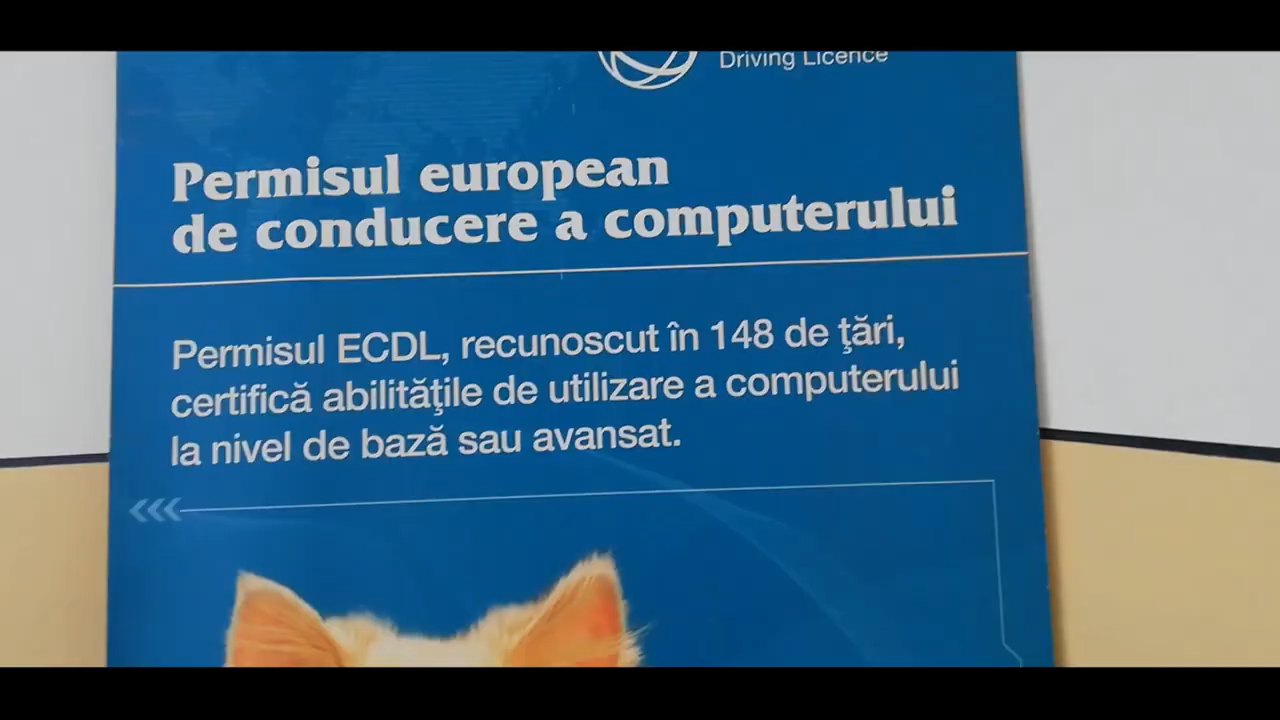 Driving Licence
Permisul european
de conducere a computerului
Permisul ECDL, recunoscut în 148 de ţări,
certifică abilităţile de utilizare a computerului
la nivel de bază sau avansat.